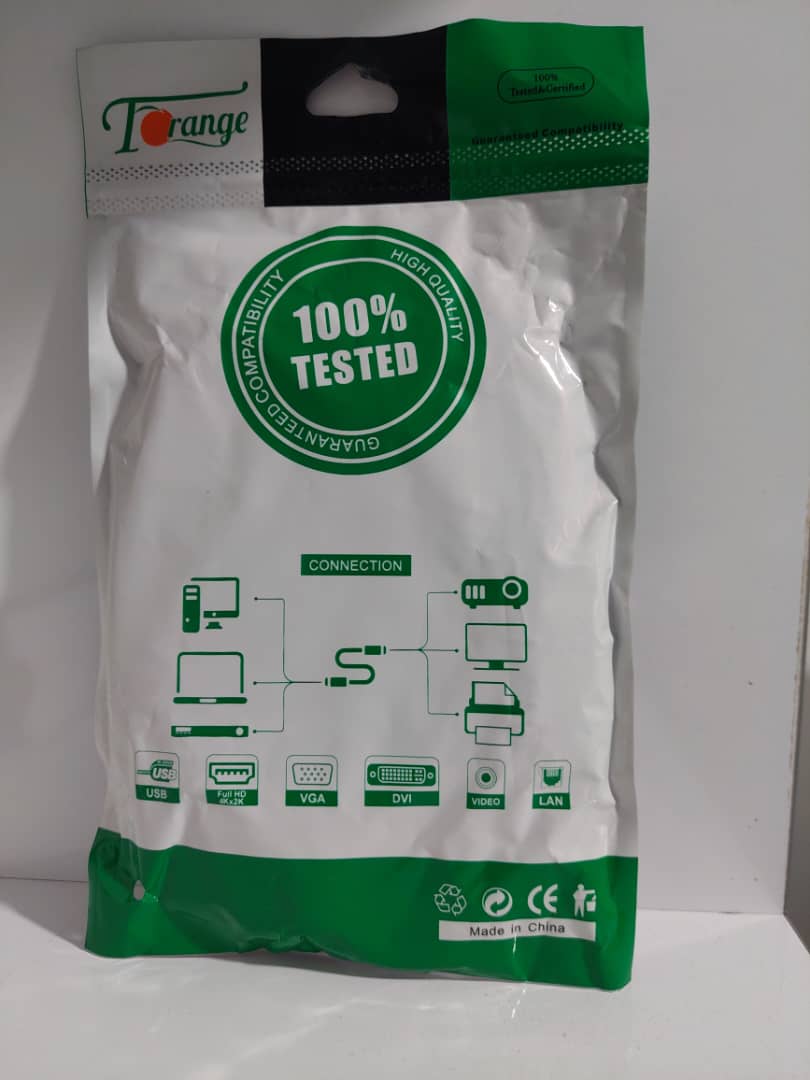 Torange
100%
Tested&Certified
Guaranteed Compatibility
HIGH QUALITY
100%
TESTED
GUARANTEED COMPATIBILITY
CONNECTION
USB
USB
Full HD
4Kx2K
VGA
DVI
VIDEO
LAN
CE
Made in China